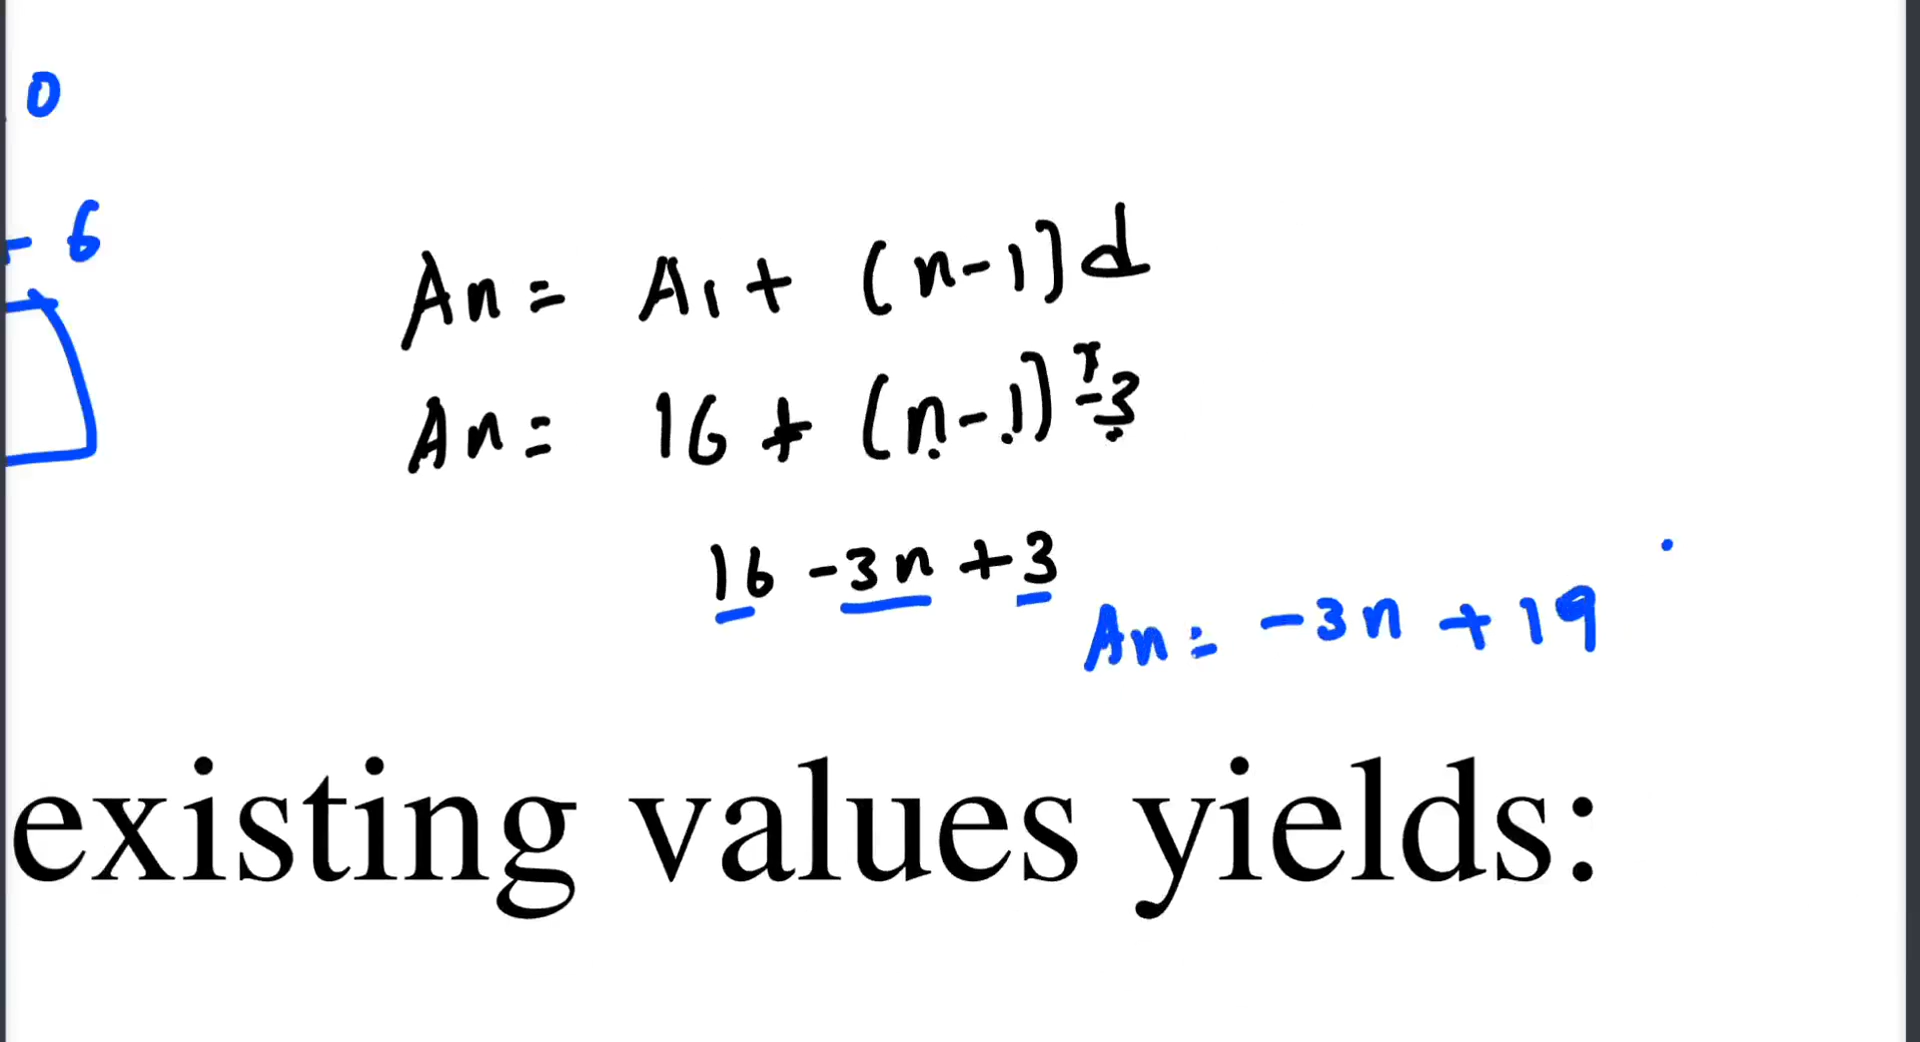 0
- 6
An = A1 + (n-1)d
An = 16 + (n-1) -3
16 -3n +3
An = -3n + 19
existing values yields: